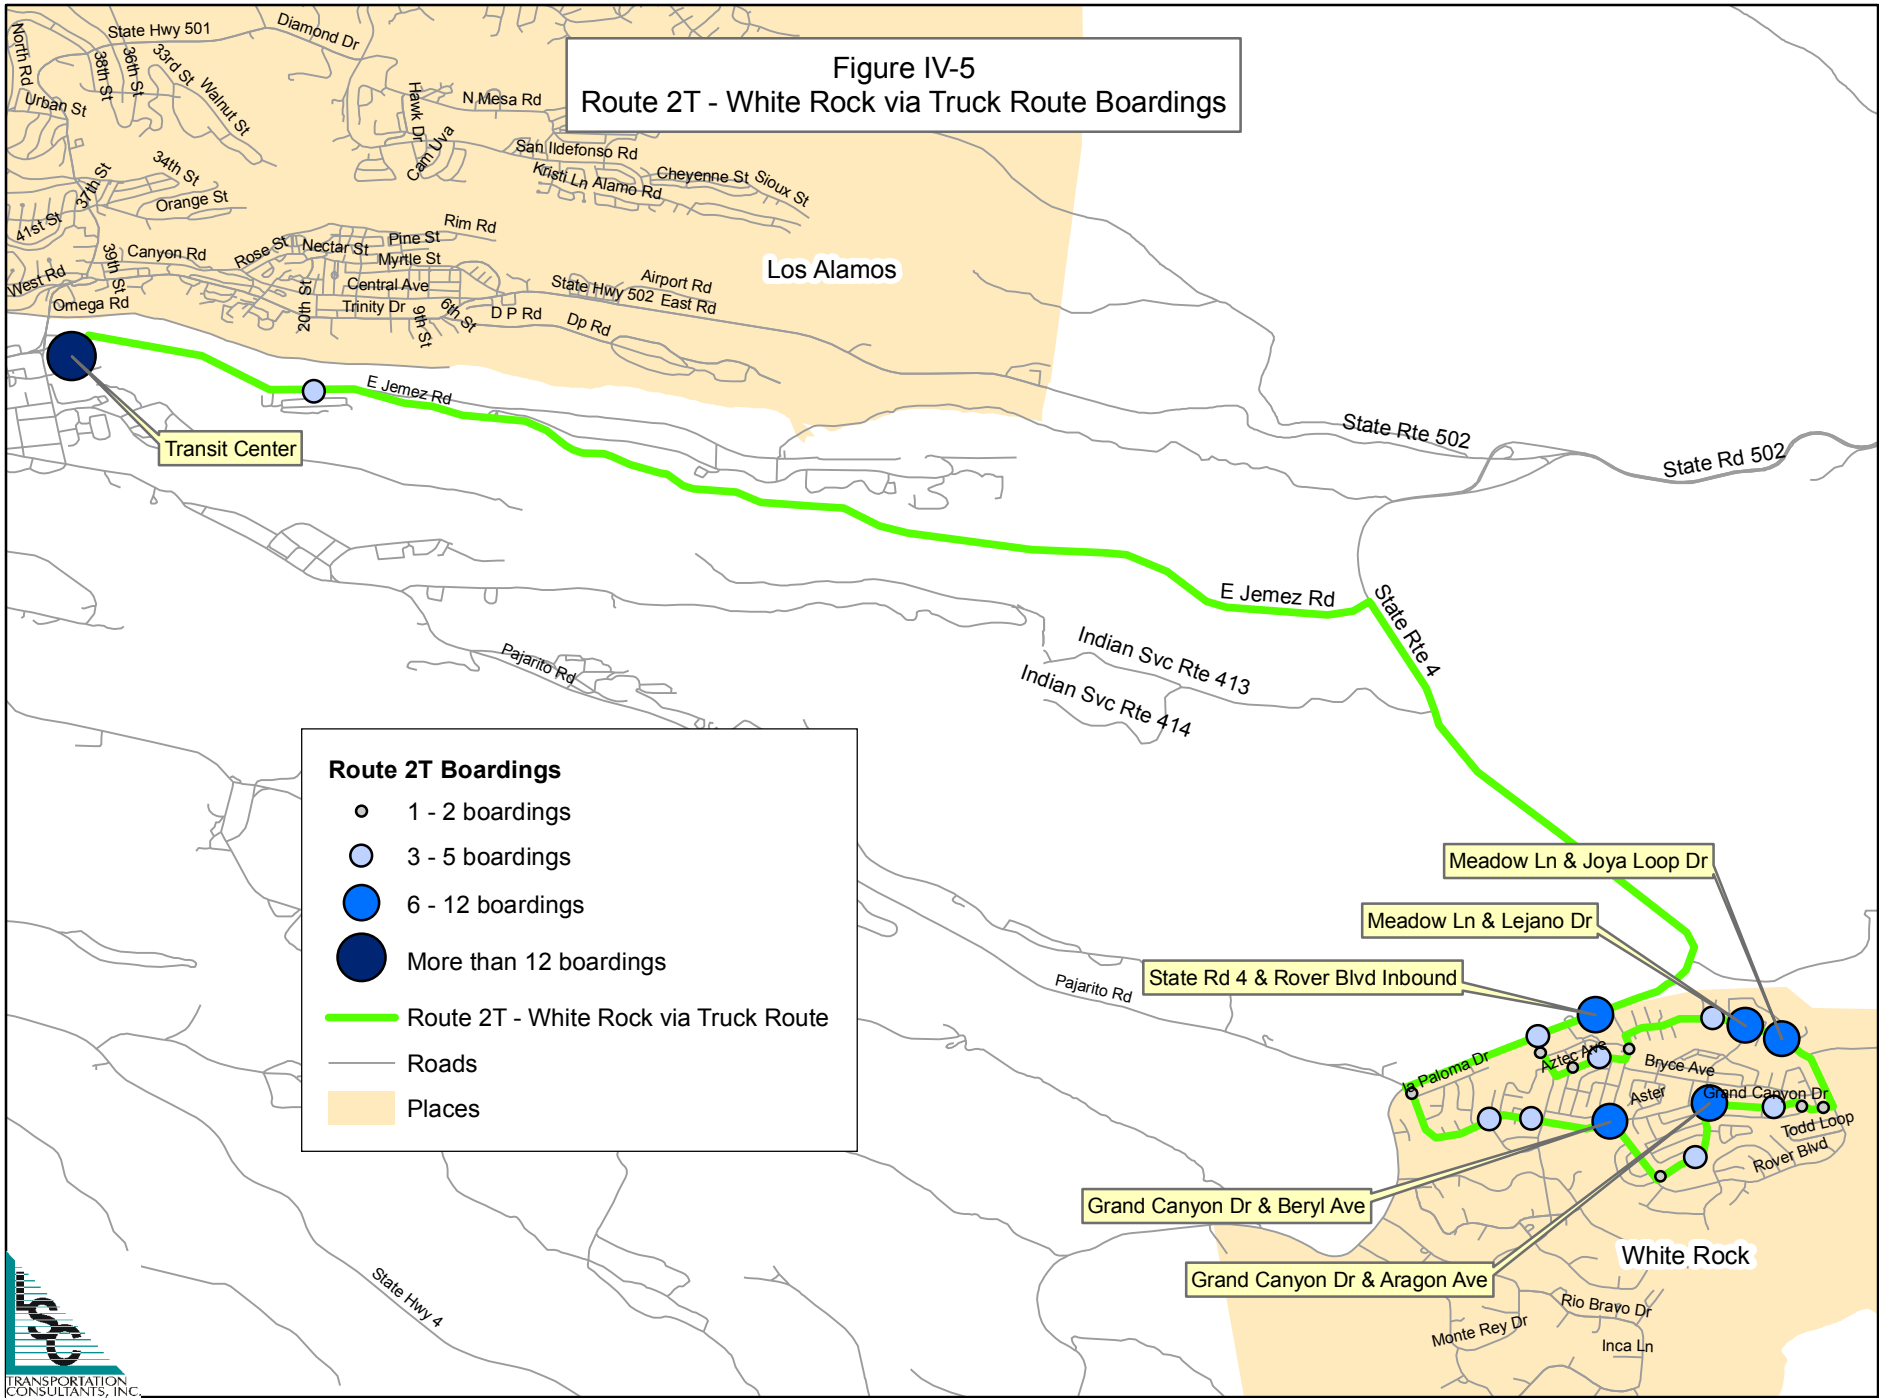 Figure IV-5
Route 2T - White Rock via Truck Route Boardings
State Hwy 501
Diamond Dr
North Rd
38th St
36th St
33rd St
Walnut St
Urban St
Hawk Dr
N Mesa Rd
Cam Uva
San Ildefonso Rd
Kristi Ln
Alamo Rd
Cheyenne St
Sioux St
34th St
37th St
Orange St
41st St
Rim Rd
Canyon Rd
39th St
Rose St
Nectar St
Pine St
Myrtle St
West Rd
Omega Rd
Central Ave
Trinity Dr
20th St
9th St
6th St
D P Rd
Dp Rd
State Hwy 502
East Rd
Airport Rd
Los Alamos
E Jemez Rd
Transit Center
State Rte 502
State Rd 502
E Jemez Rd
State Rte 4
Indian Svc Rte 413
Indian Svc Rte 414
Pajarito Rd
Route 2T Boardings
1 - 2 boardings
3 - 5 boardings
6 - 12 boardings
More than 12 boardings
Route 2T - White Rock via Truck Route
Roads
Places
Meadow Ln & Joya Loop Dr
Meadow Ln & Lejano Dr
State Rd 4 & Rover Blvd Inbound
Pajarito Rd
la Paloma Dr
Aztec Ave
Bryce Ave
Aster
Grand Canyon Dr
Todd Loop
Rover Blvd
Grand Canyon Dr & Beryl Ave
Grand Canyon Dr & Aragon Ave
White Rock
Rio Bravo Dr
Monte Rey Dr
Inca Ln
State Hwy 4
LSC
TRANSPORTATION
CONSULTANTS, INC.